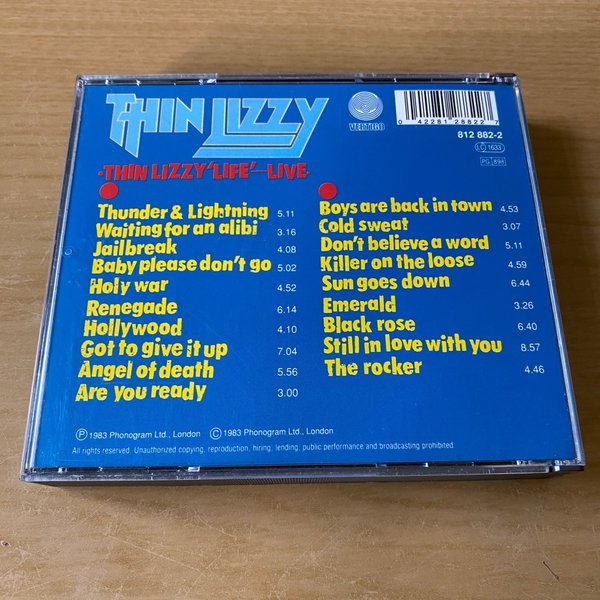 THIN LIZZY
VERTIGO
0 42281 28822 7
812 882-2
LC 1633
PG 894
·THIN LIZZY 'LIFE'—LIVE·
Thunder & Lightning 5.11
Waiting for an alibi 3.16
Jailbreak 4.08
Baby please don't go 5.02
Holy war 4.52
Renegade 6.14
Hollywood 4.10
Got to give it up 7.04
Angel of death 5.56
Are you ready 3.00
Boys are back in town 4.53
Cold sweat 3.07
Don't believe a word 5.11
Killer on the loose 4.59
Sun goes down 6.44
Emerald 3.26
Black rose 6.40
Still in love with you 8.57
The rocker 4.46
Ⓟ 1983 Phonogram Ltd., London Ⓒ 1983 Phonogram Ltd., London
All rights reserved. Unauthorized copying, reproduction, hiring, lending, public performance and broadcasting prohibited.